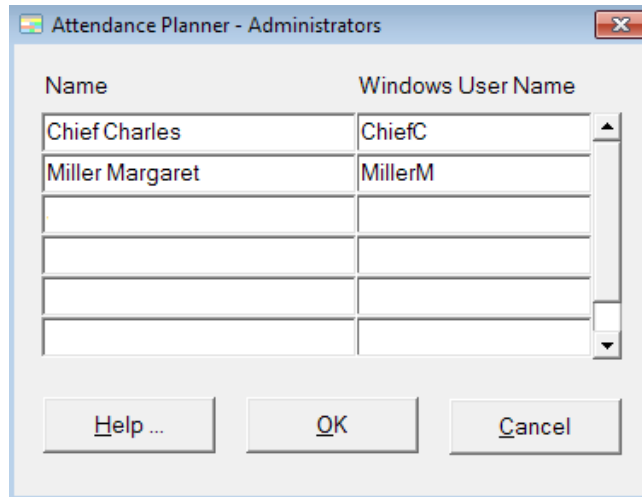 Attendance Planner - Administrators
Name Windows User Name
Chief Charles ChiefC
Miller Margaret MillerM
Help ... OK Cancel